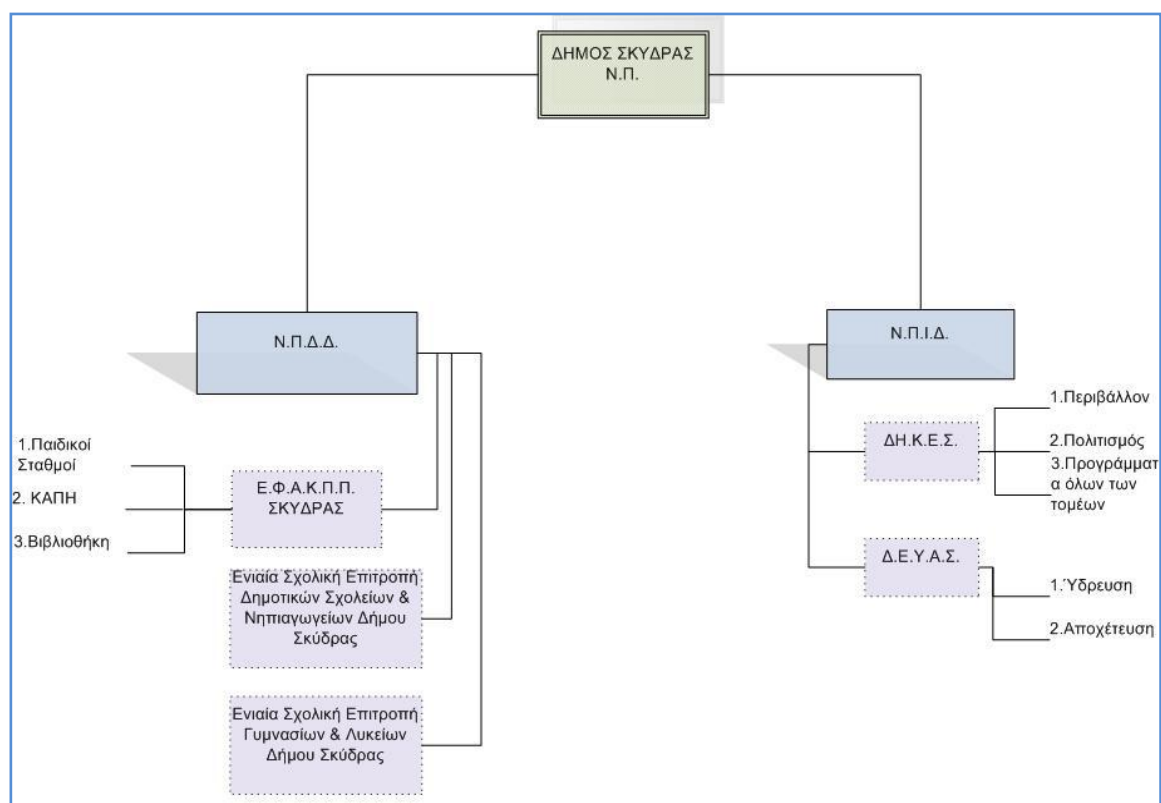 ΔΗΜΟΣ ΣΚΥΔΡΑΣ
Ν.Π.
Ν.Π.Δ.Δ.
1.Παιδικοί
Σταθμοί
2. ΚΑΠΗ
3.Βιβλιοθήκη
Ε.Φ.Α.Κ.Π.Π.
ΣΚΥΔΡΑΣ
Ενιαία Σχολική Επιτροπή
Δημοτικών Σχολείων &
Νηπιαγωγείων Δήμου
Σκύδρας
Ενιαία Σχολική Επιτροπή
Γυμνασίων & Λυκείων
Δήμου Σκύδρας
Ν.Π.Ι.Δ.
ΔΗ.Κ.Ε.Σ.
1.Περιβάλλον
2.Πολιτισμός
3.Προγράμματ
α όλων των
τομέων
Δ.Ε.Υ.Α.Σ.
1.Ύδρευση
2.Αποχέτευση